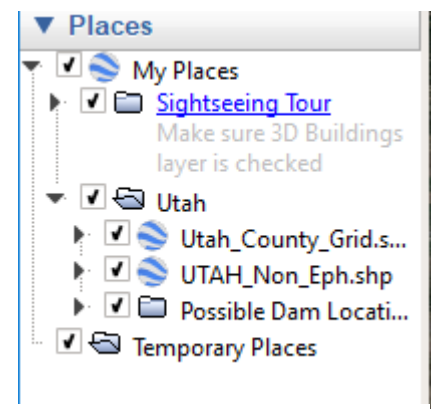 Places
My Places
Sightseeing Tour
Make sure 3D Buildings
layer is checked
Utah
Utah_County_Grid.s...
UTAH_Non_Eph.shp
Possible Dam Locati...
Temporary Places